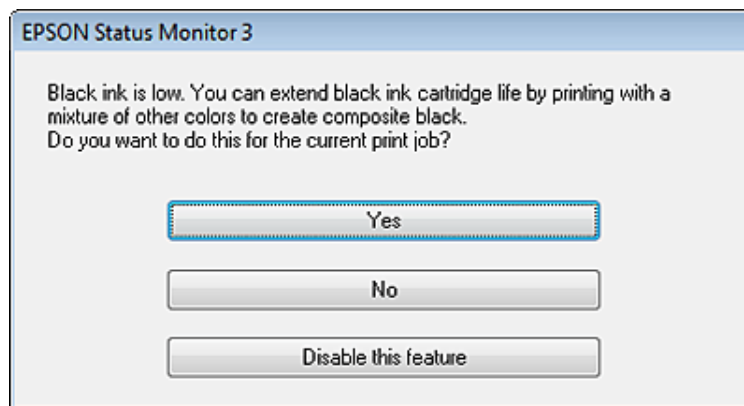 EPSON Status Monitor 3
Black ink is low. You can extend black ink cartridge life by printing with a
mixture of other colors to create composite black.
Do you want to do this for the current print job?
Yes
No
Disable this feature